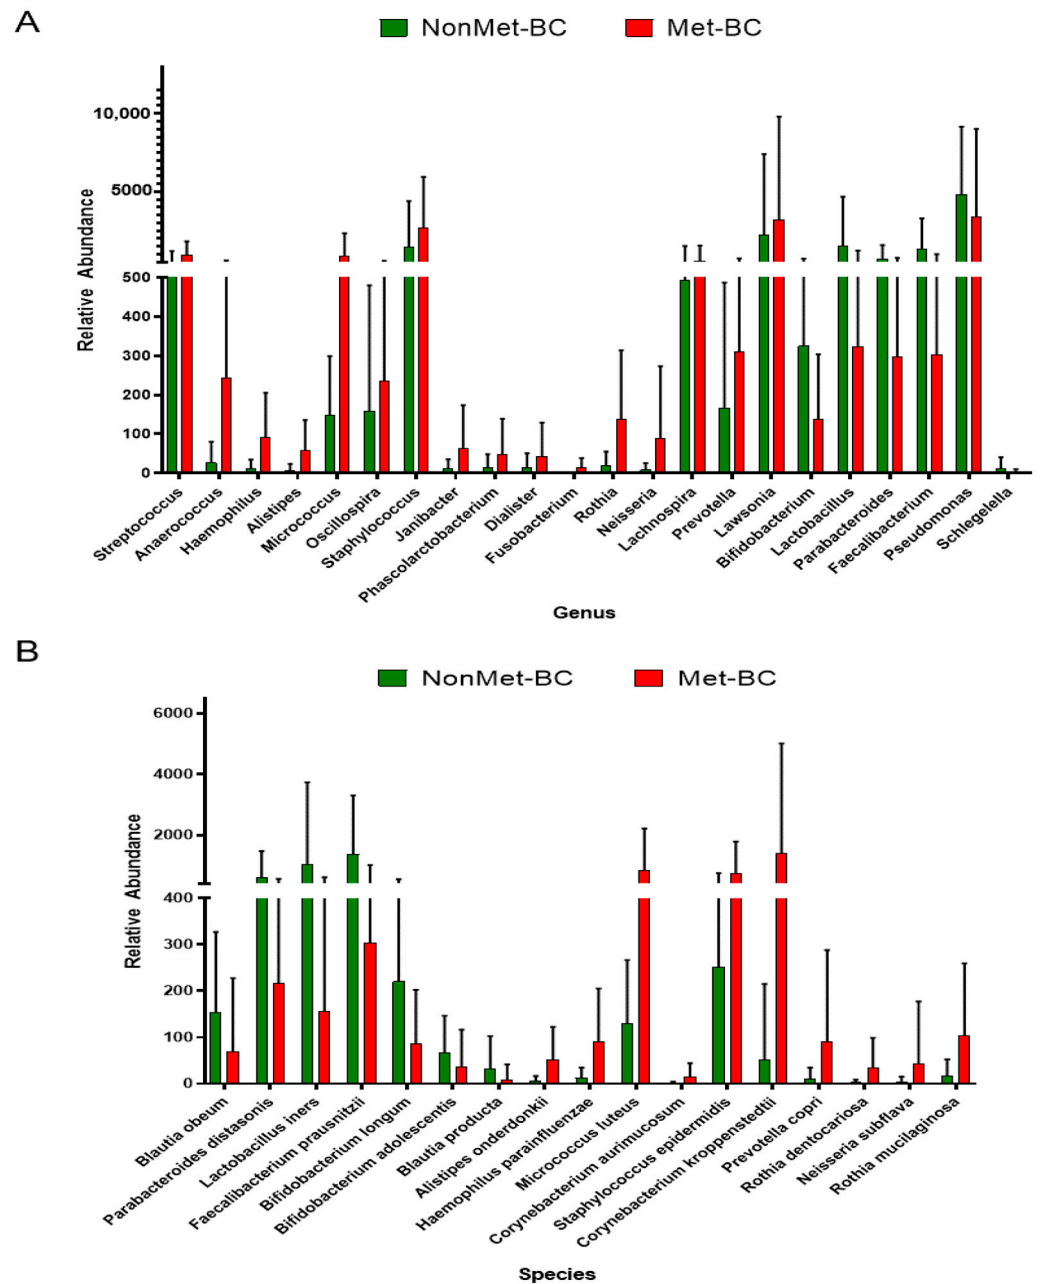 A
NonMet-BC Met-BC
10,000
5000
500
400
300
200
100
0
Relative Abundance
Streptococcus
Anaerococcus
Haemophilus
Alistipes
Micrococcus
Oscillospira
Staphylococcus
Janibacter
Phascolarctobacterium
Dialister
Fusobacterium
Rothia
Neisseria
Lachnospira
Prevotella
Lawsonia
Bifidobacterium
Lactobacillus
Parabacteroides
Faecalibacterium
Pseudomonas
Schlegelella
Genus
B
NonMet-BC Met-BC
6000
4000
2000
400
300
200
100
0
Relative Abundance
Blautia obeum
Parabacteroides distasonis
Lactobacillus iners
Faecalibacterium prausnitzii
Bifidobacterium longum
Bifidobacterium adolescentis
Blautia producta
Alistipes onderdonkii
Haemophilus parainfluenzae
Micrococcus luteus
Corynebacterium aurimucosum
Staphylococcus epidermidis
Corynebacterium kroppenstedtii
Prevotella copri
Rothia dentocariosa
Neisseria subflava
Rothia mucilaginosa
Species